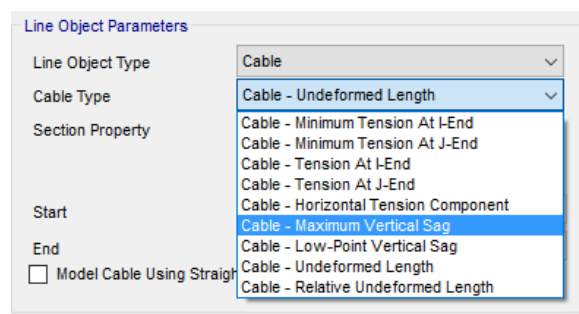 Line Object Parameters
Line Object Type Cable
Cable Type Cable - Undeformed Length
Section Property
Cable - Minimum Tension At I-End
Cable - Minimum Tension At J-End
Cable - Tension At I-End
Cable - Tension At J-End
Cable - Horizontal Tension Component
Cable - Maximum Vertical Sag
Cable - Low-Point Vertical Sag
Cable - Undeformed Length
Cable - Relative Undeformed Length
Start
End
Model Cable Using Straigh